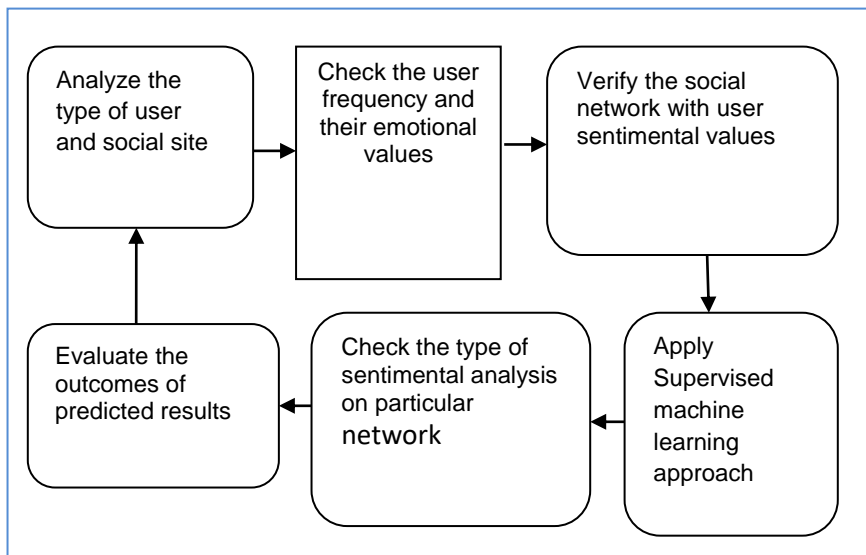 Analyze the
type of user
and social site
Check the user
frequency and
their emotional
values
Verify the social
network with user
sentimental values
Apply
Supervised
machine
learning
approach
Check the type of
sentimental analysis
on particular
network
Evaluate the
outcomes of
predicted results